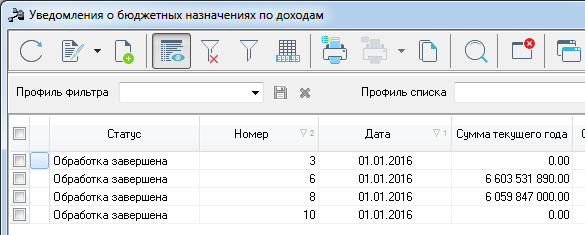 Уведомления о бюджетных назначениях по доходам
Профиль фильтра Профиль списка
Статус Номер 2 Дата 1 Сумма текущего года
Обработка завершена 3 01.01.2016 0.00
Обработка завершена 6 01.01.2016 6 603 531 890.00
Обработка завершена 8 01.01.2016 6 059 847 000.00
Обработка завершена 10 01.01.2016 0.00